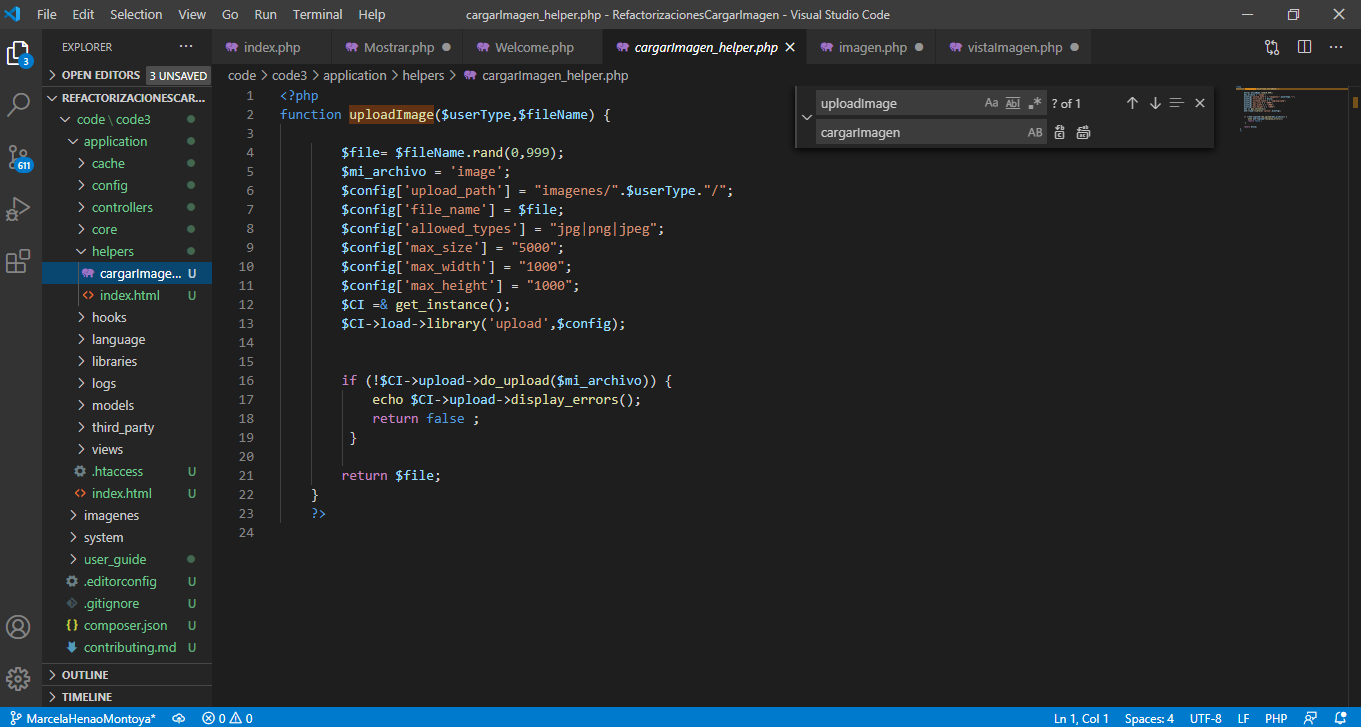 File Edit Selection View Go Run Terminal Help
cargarImagen_helper.php - RefactorizacionesCargarImagen - Visual Studio Code
EXPLORER ...
index.php
Mostrar.php
Welcome.php
cargarImagen_helper.php
imagen.php
vistaImagen.php
3
611
OPEN EDITORS 3 UNSAVED
REFACTORIZACIONESCAR...
code \ code3
application
cache
config
controllers
core
helpers
cargarImage... U
index.html U
hooks
language
libraries
logs
models
third_party
views
.htaccess U
index.html U
imagenes
system
user_guide
.editorconfig U
.gitignore U
composer.json U
contributing.md U
OUTLINE
TIMELINE
code > code3 > application > helpers > cargarImagen_helper.php
uploadImage Aa Abl .* ? of 1
cargarImagen AB
1 <?php
2 function uploadImage($userType,$fileName) {
3
4 $file= $fileName.rand(0,999);
5 $mi_archivo = 'image';
6 $config['upload_path'] = "imagenes/".$userType."/";
7 $config['file_name'] = $file;
8 $config['allowed_types'] = "jpg|png|jpeg";
9 $config['max_size'] = "5000";
10 $config['max_width'] = "1000";
11 $config['max_height'] = "1000";
12 $CI =& get_instance();
13 $CI->load->library('upload',$config);
14
15
16 if (!$CI->upload->do_upload($mi_archivo)) {
17 echo $CI->upload->display_errors();
18 return false ;
19 }
20
21 return $file;
22 }
23 ?>
24
MarcelaHenaoMontoya* 0 0 Ln 1, Col 1 Spaces: 4 UTF-8 LF PHP